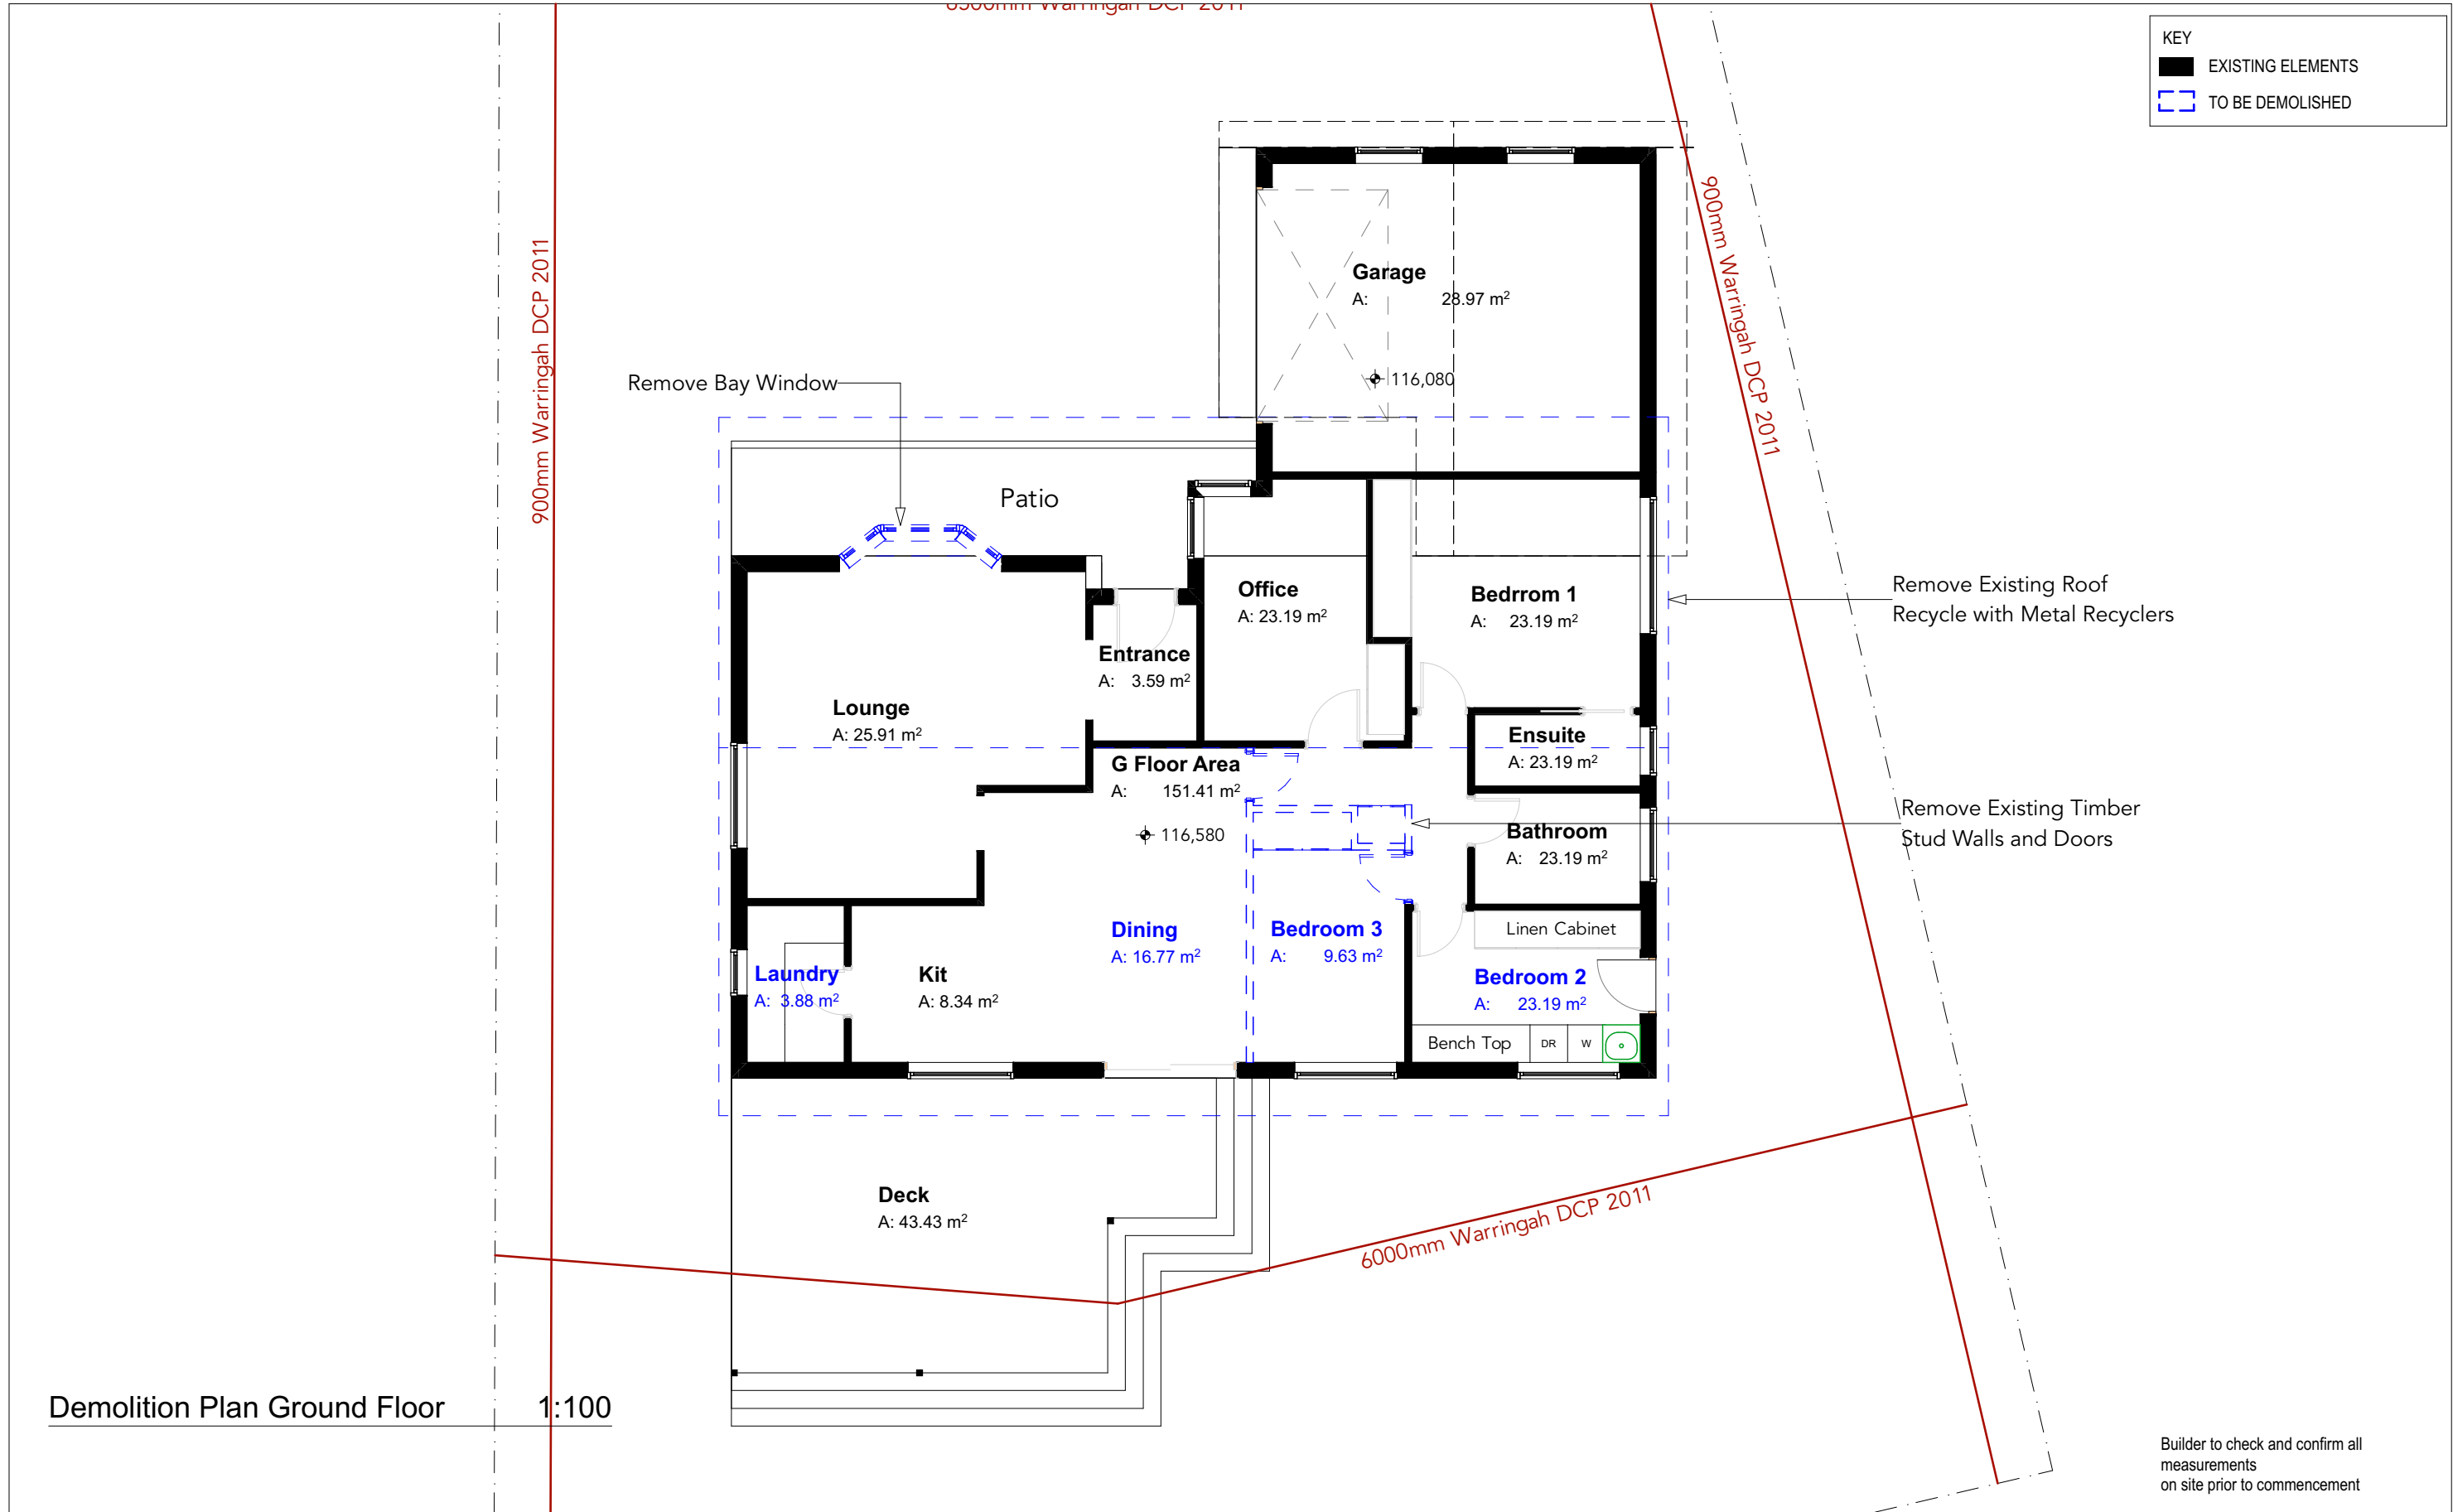 8500mm Warringah DCP 2011
KEY
EXISTING ELEMENTS
TO BE DEMOLISHED
900mm Warringah DCP 2011
900mm Warringah DCP 2011
Garage
A: 28.97 m²
116,080
Remove Bay Window
Patio
Office
A: 23.19 m²
Bedrrom 1
A: 23.19 m²
Remove Existing Roof
Recycle with Metal Recyclers
Entrance
A: 3.59 m²
Lounge
A: 25.91 m²
Ensuite
A: 23.19 m²
G Floor Area
A: 151.41 m²
116,580
Remove Existing Timber
Stud Walls and Doors
Bathroom
A: 23.19 m²
Dining
A: 16.77 m²
Bedroom 3
A: 9.63 m²
Linen Cabinet
Laundry
A: 3.88 m²
Kit
A: 8.34 m²
Bedroom 2
A: 23.19 m²
Bench Top
DR
W
Deck
A: 43.43 m²
6000mm Warringah DCP 2011
Demolition Plan Ground Floor 1:100
Builder to check and confirm all
measurements
on site prior to commencement